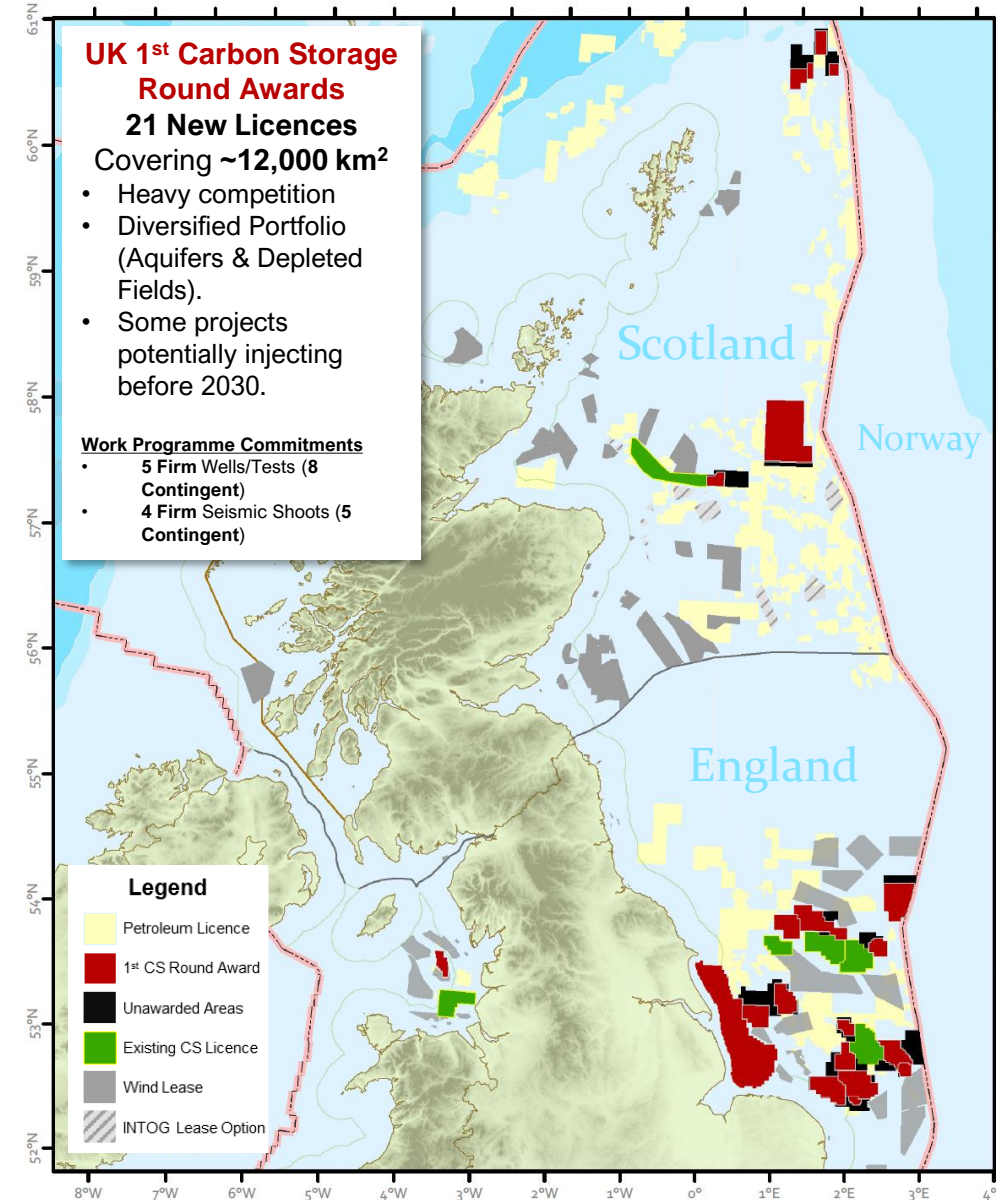 UK 1st Carbon Storage
Round Awards
21 New Licences
Covering ~12,000 km2
• Heavy competition
• Diversified Portfolio
(Aquifers & Depleted
Fields).
• Some projects
potentially injecting
before 2030.
Work Programme Commitments
• 5 Firm Wells/Tests (8
Contingent)
• 4 Firm Seismic Shoots (5
Contingent)
61°N
60°N
59°N
58°N
57°N
56°N
55°N
54°N
53°N
52°N
Scotland
Norway
England
Legend
Petroleum Licence
1st CS Round Award
Unawarded Areas
Existing CS Licence
Wind Lease
INTOG Lease Option
8°W 7°W 6°W 5°W 4°W 3°W 2°W 1°W 0° 1°E 2°E 3°E 4°